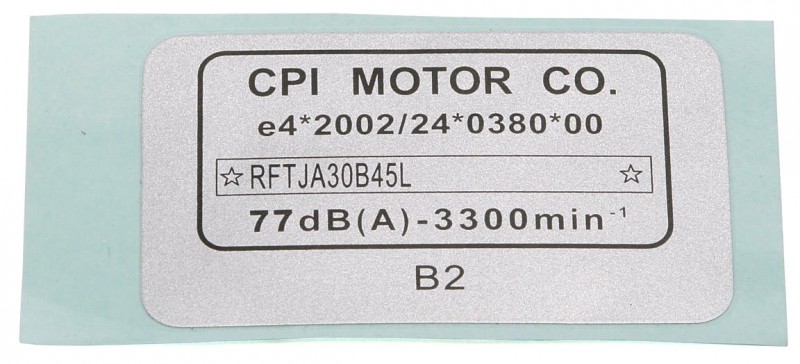 CPI MOTOR CO.
e4*2002/24*0380*00
☆ RFTJA30B45L ☆
77dB(A)-3300min⁻¹
B2